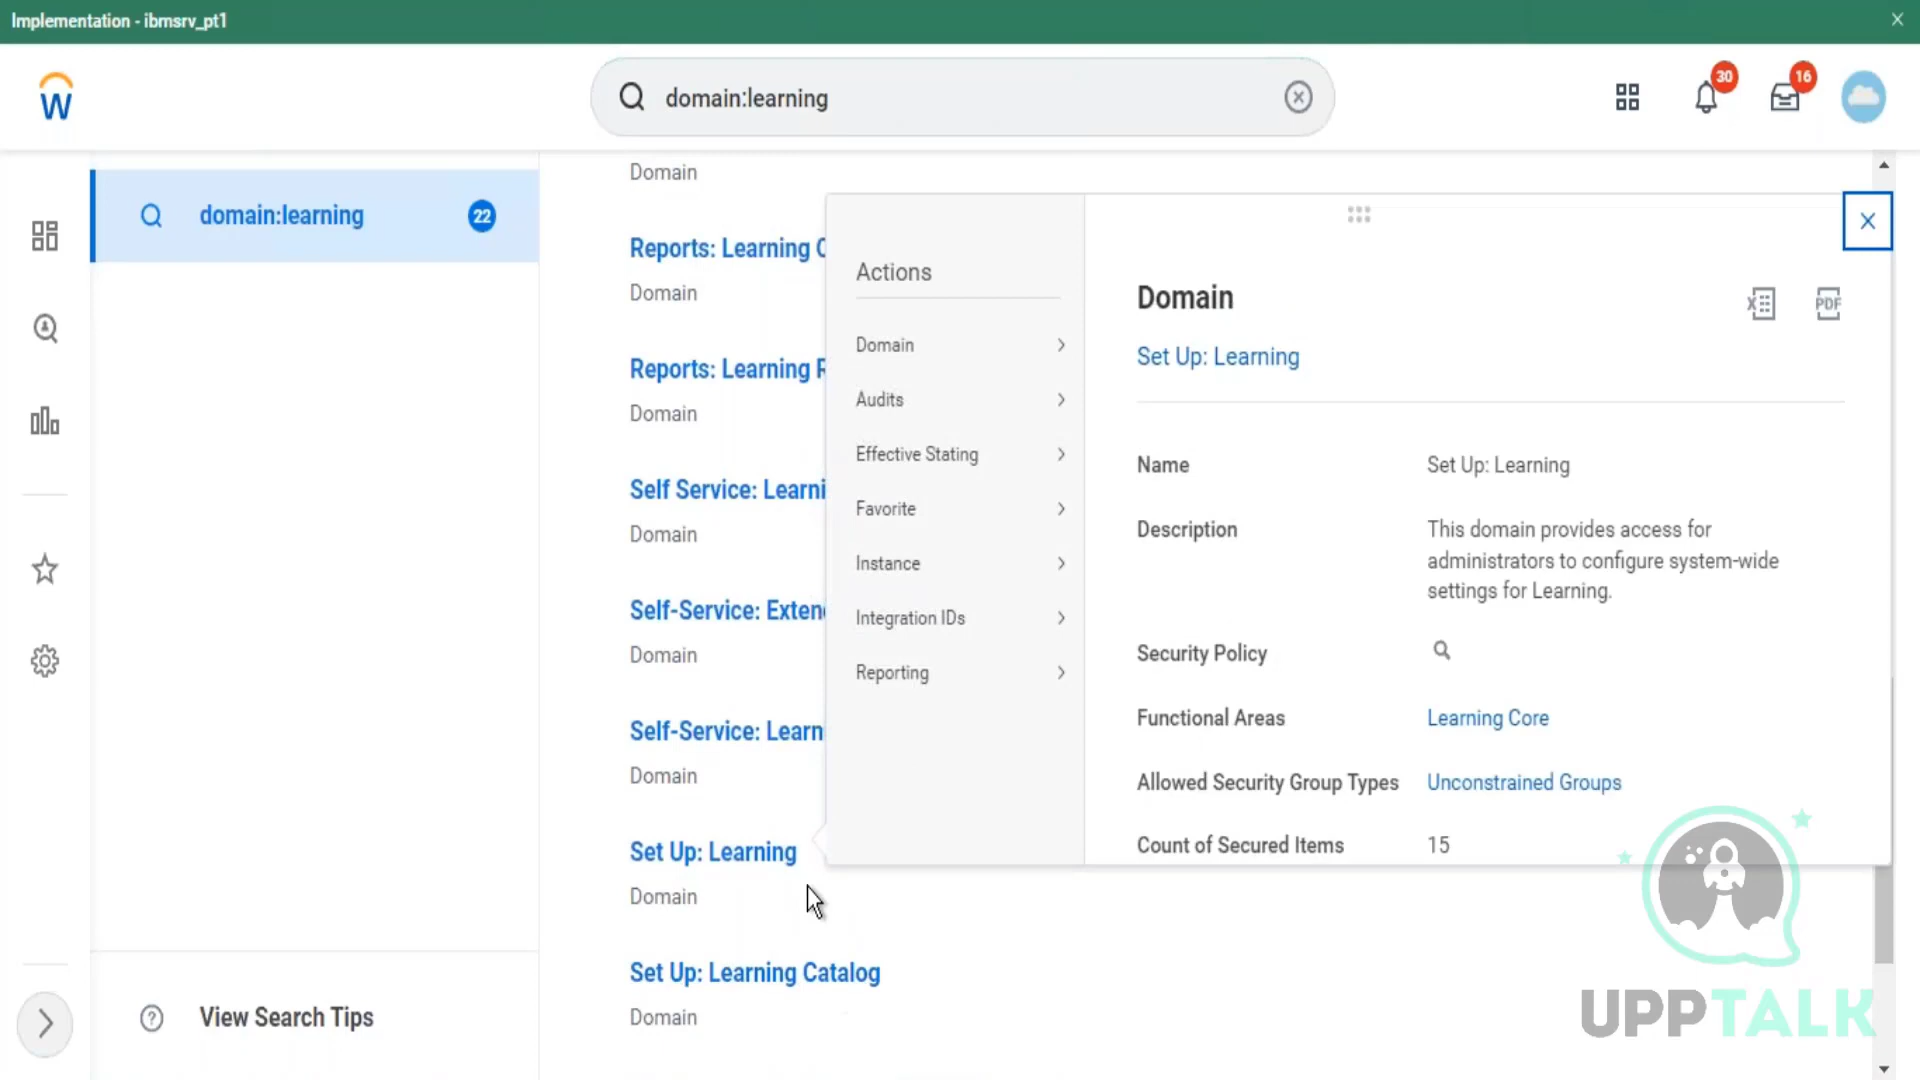 Implementation - ibmsrv_pt1
W
domain:learning
30
16
domain:learning
22
View Search Tips
Domain
Reports: Learning
Domain
Reports: Learning
Domain
Self Service: Learni
Domain
Self-Service: Exten
Domain
Self-Service: Learn
Domain
Set Up: Learning
Domain
Set Up: Learning Catalog
Domain
Actions
Domain
Audits
Effective Stating
Favorite
Instance
Integration IDs
Reporting
Domain
PDF
Set Up: Learning
Name
Set Up: Learning
Description
This domain provides access for
administrators to configure system-wide
settings for Learning.
Security Policy
Functional Areas
Learning Core
Allowed Security Group Types
Unconstrained Groups
Count of Secured Items
15
UPPTALK